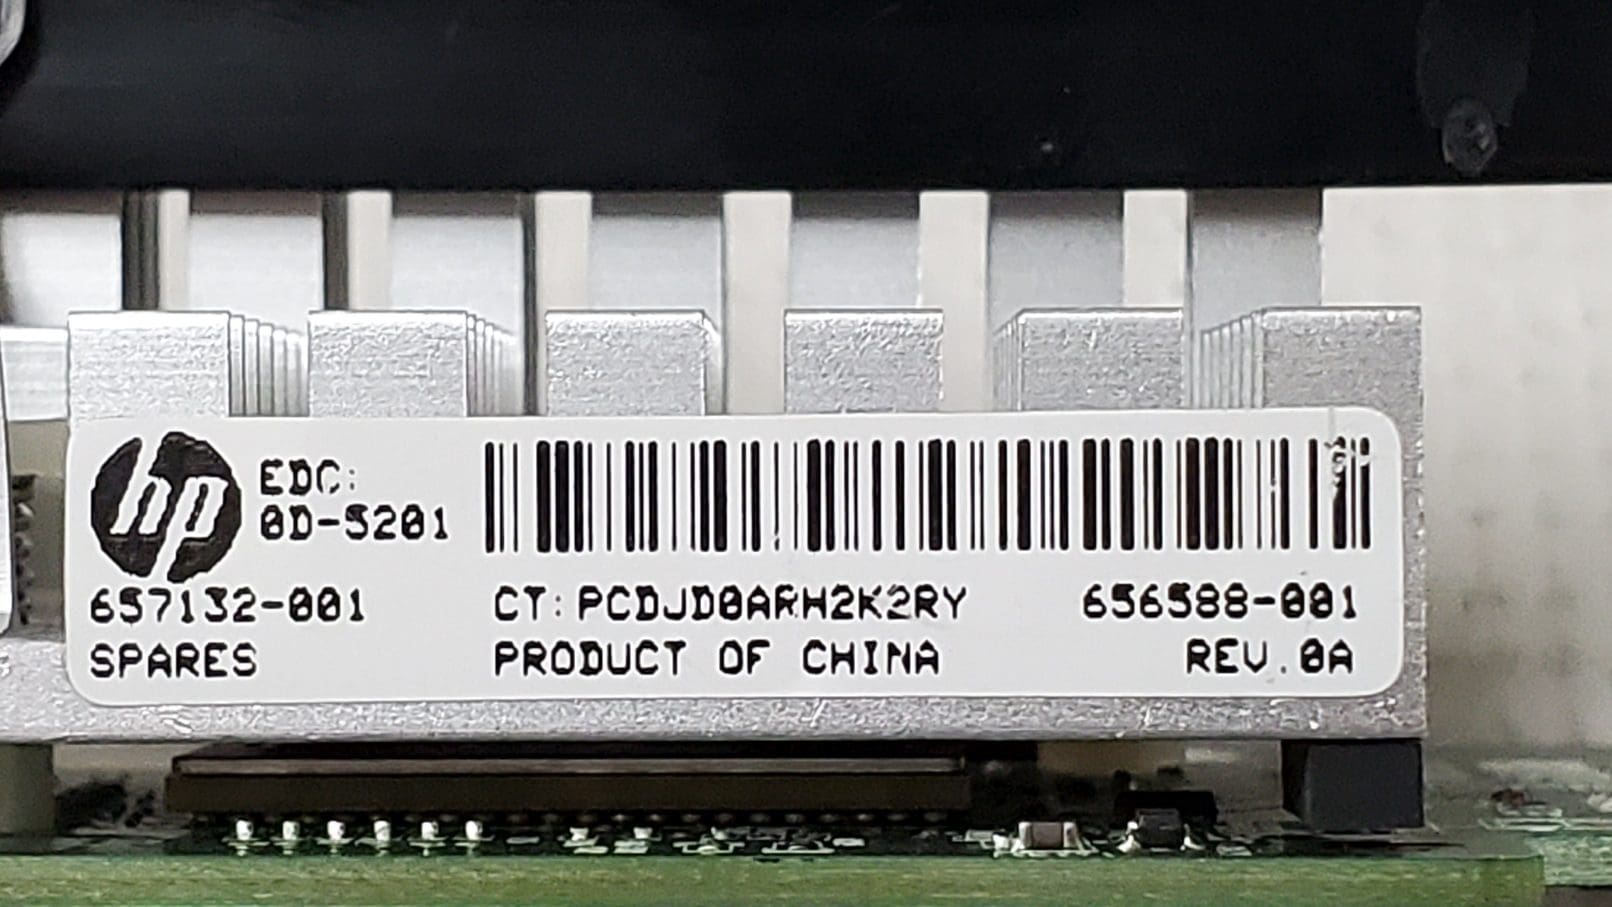 hp
EDC:
0D-5201
657132-001
SPARES
CT: PCDJD0ARH2K2RY
PRODUCT OF CHINA
656588-001
REV.0A